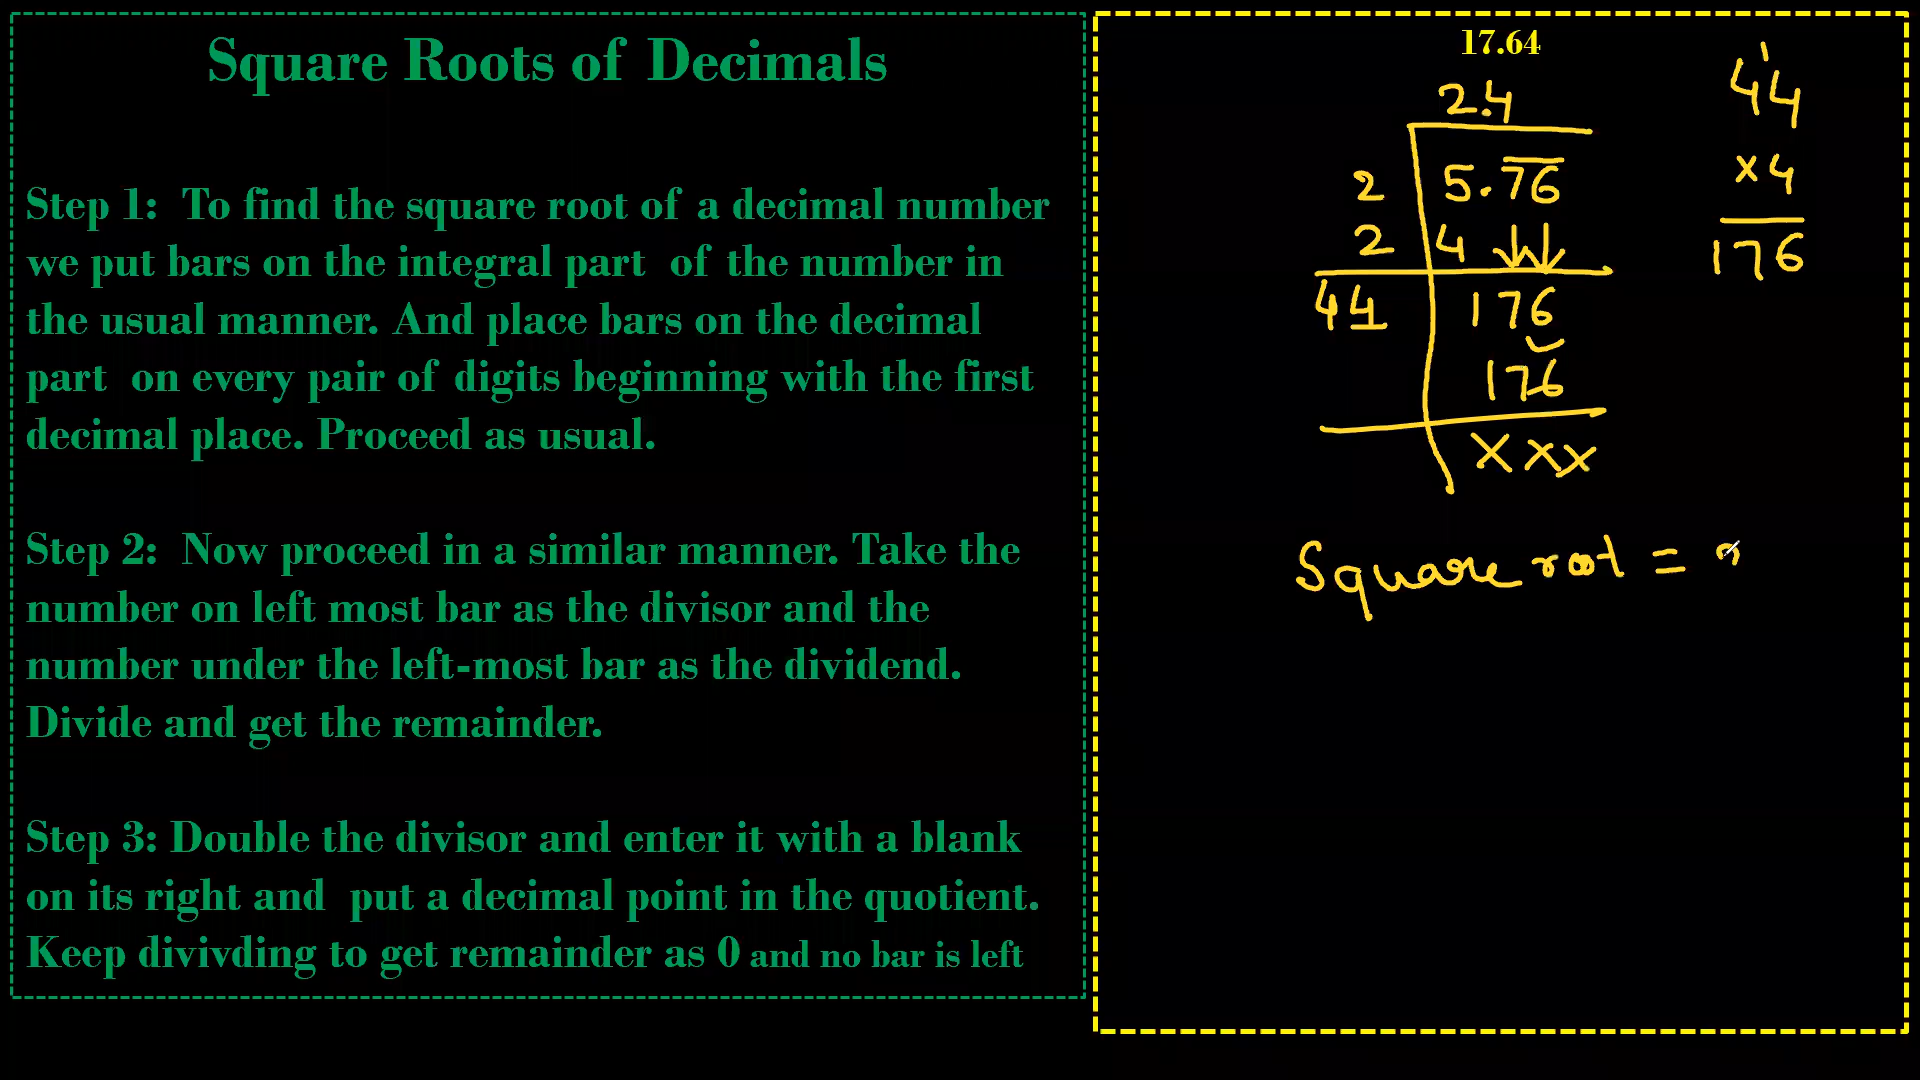 Square Roots of Decimals
Step 1: To find the square root of a decimal number
we put bars on the integral part of the number in
the usual manner. And place bars on the decimal
part on every pair of digits beginning with the first
decimal place. Proceed as usual.
Step 2: Now proceed in a similar manner. Take the
number on left most bar as the divisor and the
number under the left-most bar as the dividend.
Divide and get the remainder.
Step 3: Double the divisor and enter it with a blank
on its right and put a decimal point in the quotient.
Keep divivding to get remainder as 0 and no bar is left
17.64
2.4
2 5.76
2 4
44 176
176
x x x
1
44
x 4
176
Square root =